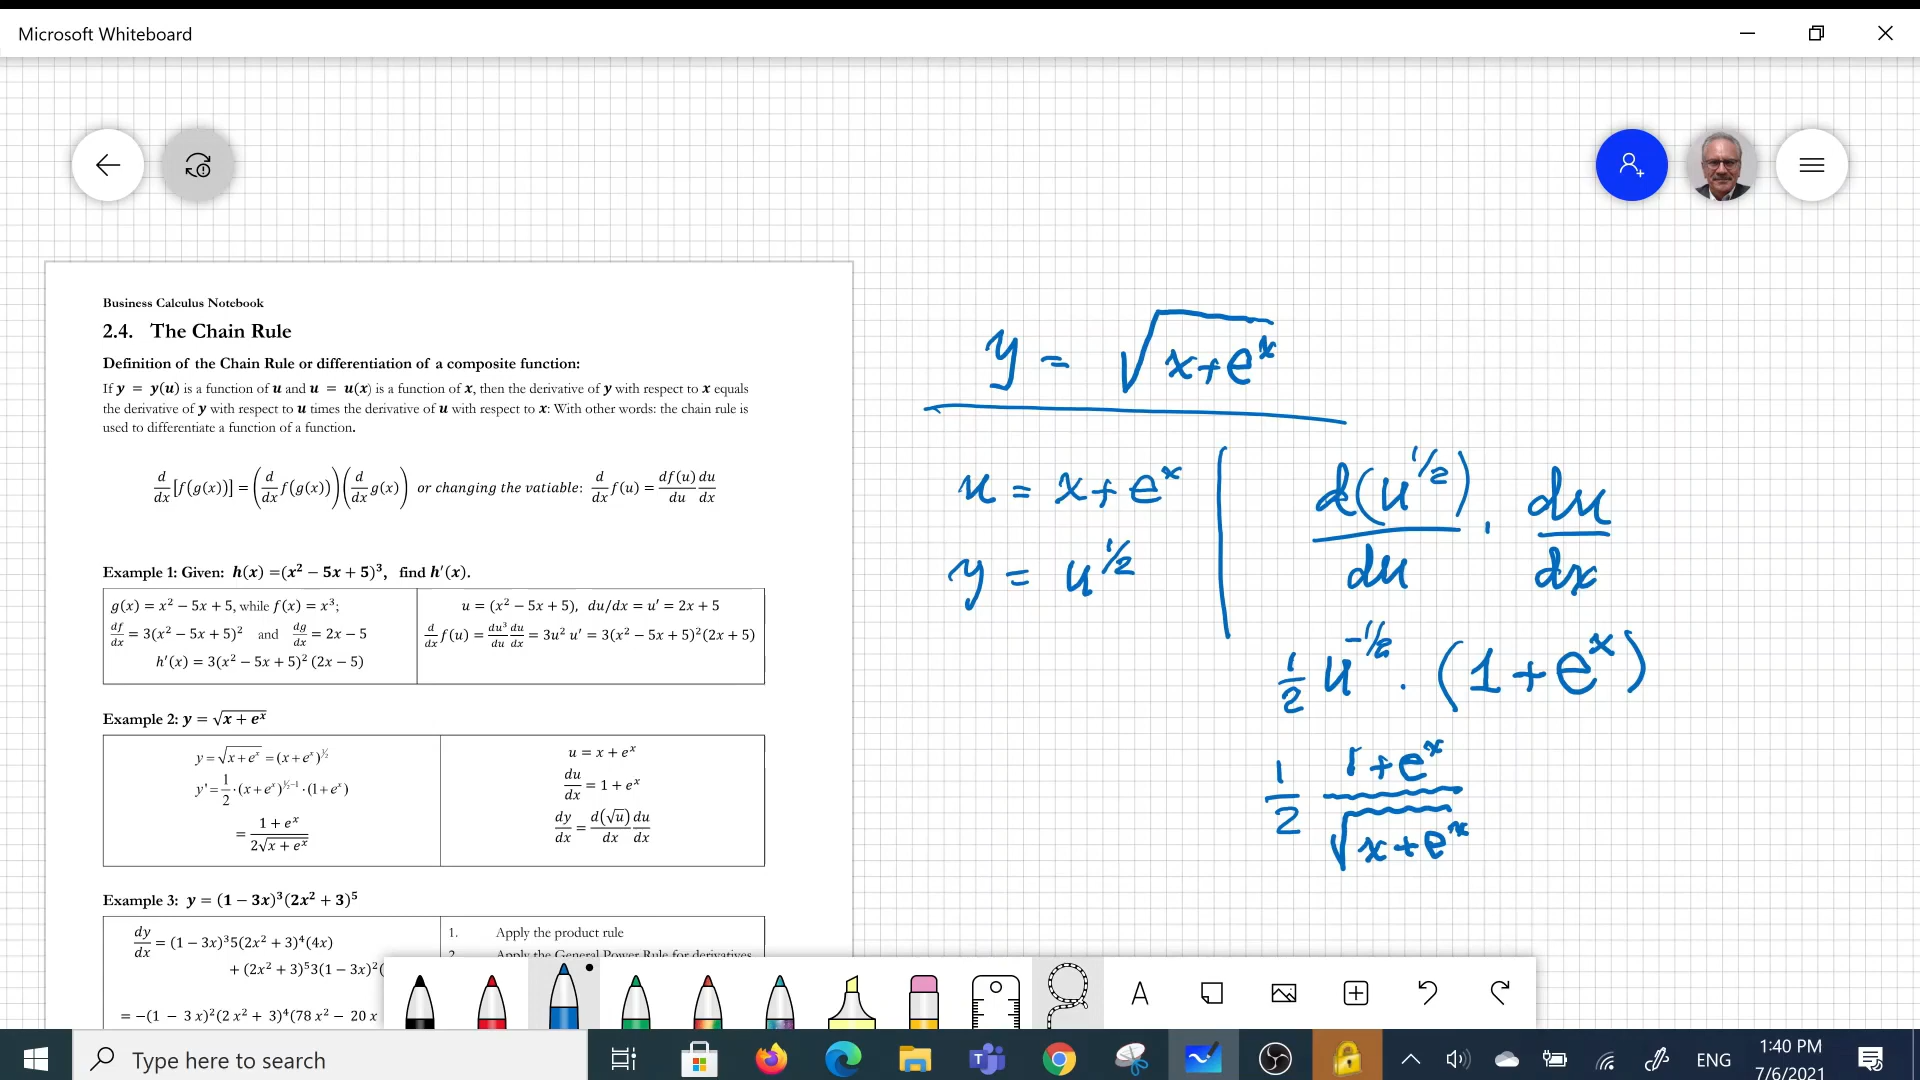 Microsoft Whiteboard
Business Calculus Notebook
2.4. The Chain Rule
Definition of the Chain Rule or differentiation of a composite function:
If y = y(u) is a function of u and u = u(x) is a function of x, then the derivative of y with respect to x equals
the derivative of y with respect to u times the derivative of u with respect to x: With other words: the chain rule is
used to differentiate a function of a function.
d/dx [f(g(x))] = (d/dx f(g(x))) (d/dx g(x)) or changing the vatiable: d/dx f(u) = df(u)/du du/dx
Example 1: Given: h(x) =(x² − 5x + 5)³, find h′(x).
g(x) = x² − 5x + 5, while f(x) = x³;
df/dx = 3(x² − 5x + 5)² and dg/dx = 2x − 5
h′(x) = 3(x² − 5x + 5)² (2x − 5)
u = (x² − 5x + 5), du/dx = u′ = 2x + 5
d/dx f(u) = du³/du du/dx = 3u² u′ = 3(x² − 5x + 5)²(2x + 5)
Example 2: y = √(x + eˣ)
y = √(x + eˣ) = (x + eˣ)^½
y' = 1/2 · (x + eˣ)^(½−1) · (1 + eˣ)
= (1 + eˣ)/(2√(x + eˣ))
u = x + eˣ
du/dx = 1 + eˣ
dy/dx = d(√u)/dx du/dx
Example 3: y = (1 − 3x)³(2x² + 3)⁵
dy/dx = (1 − 3x)³5(2x² + 3)⁴(4x)
+ (2x² + 3)⁵3(1 − 3x)²(
= −(1 − 3x)²(2x² + 3)⁴(78x² − 20x
1. Apply the product rule
2. Apply the General Power Rule for derivatives
y = √(x+eˣ)
u = x+eˣ
y = u^1/2
d(u^1/2)/du · du/dx
1/2 u^-1/2 · (1+eˣ)
1/2 (1+eˣ)/√(x+eˣ)
A
Type here to search
ENG
1:40 PM
7/6/2021